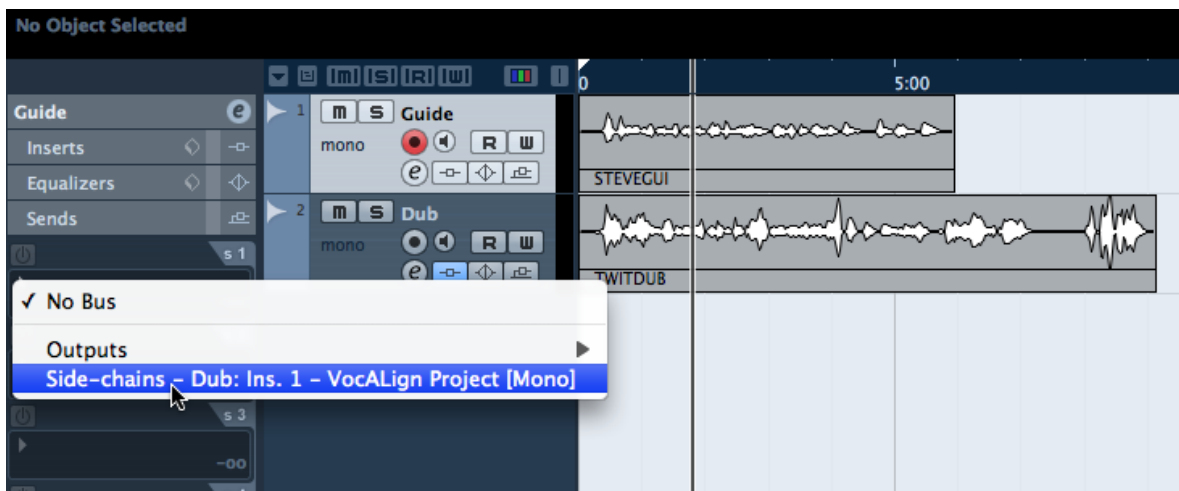 No Object Selected
m S R W
0 5:00
Guide e
Inserts
Equalizers
Sends
s 1
1 m S Guide
mono R W
e
STEVEGUI
2 m S Dub
mono R W
e
TWITDUB
✓ No Bus
Outputs
Side-chains – Dub: Ins. 1 – VocALign Project [Mono]
s 3
-oo